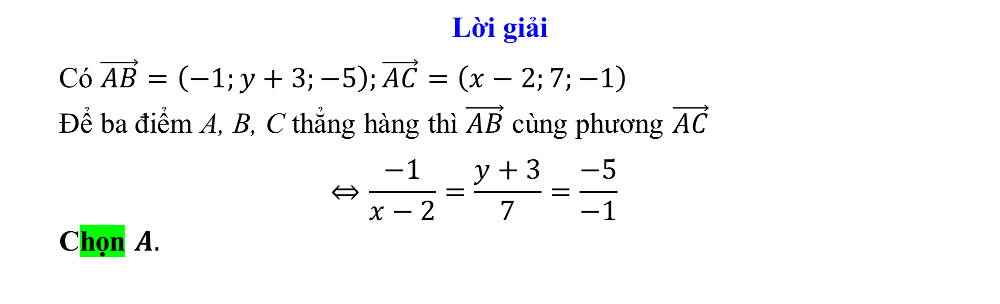 Lời giải
Có $\overrightarrow{AB} = (-1; y + 3; -5); \overrightarrow{AC} = (x - 2; 7; -1)$
Để ba điểm A, B, C thẳng hàng thì $\overrightarrow{AB}$ cùng phương $\overrightarrow{AC}$
$\Leftrightarrow \frac{-1}{x - 2} = \frac{y + 3}{7} = \frac{-5}{-1}$
Chọn A.